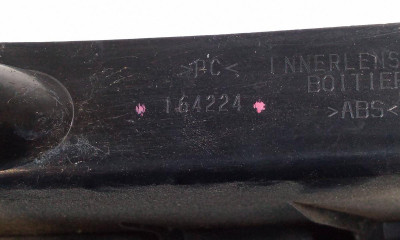 >PC< INNERLENS
BOITIER
164224 >ABS<